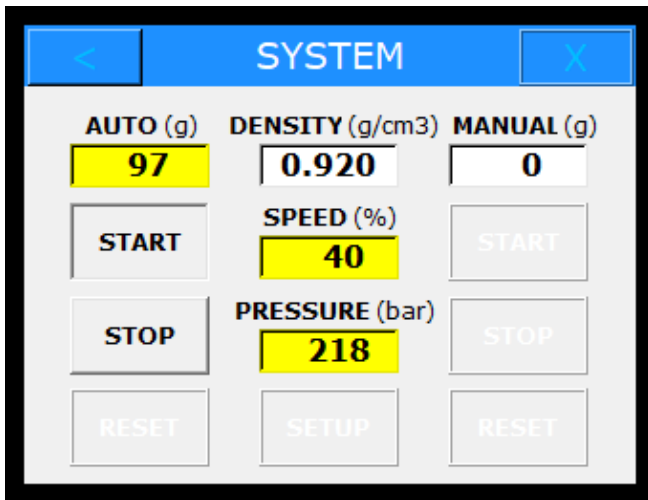 < SYSTEM X
AUTO (g) DENSITY (g/cm3) MANUAL (g)
97 0.920 0
START SPEED (%) START
40
STOP PRESSURE (bar) STOP
218
RESET SETUP RESET